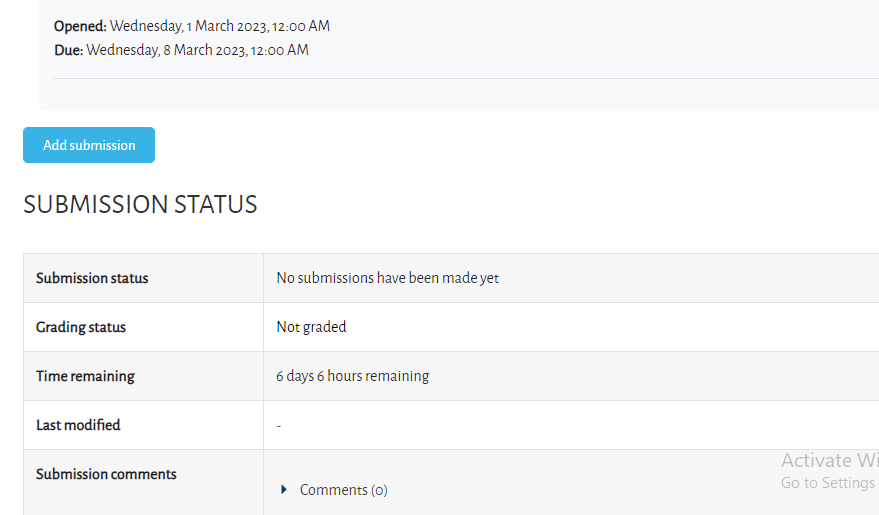 Opened: Wednesday, 1 March 2023, 12:00 AM
Due: Wednesday, 8 March 2023, 12:00 AM
Add submission
SUBMISSION STATUS
Submission status No submissions have been made yet
Grading status Not graded
Time remaining 6 days 6 hours remaining
Last modified -
Submission comments
Comments (0)
Activate Wi
Go to Settings